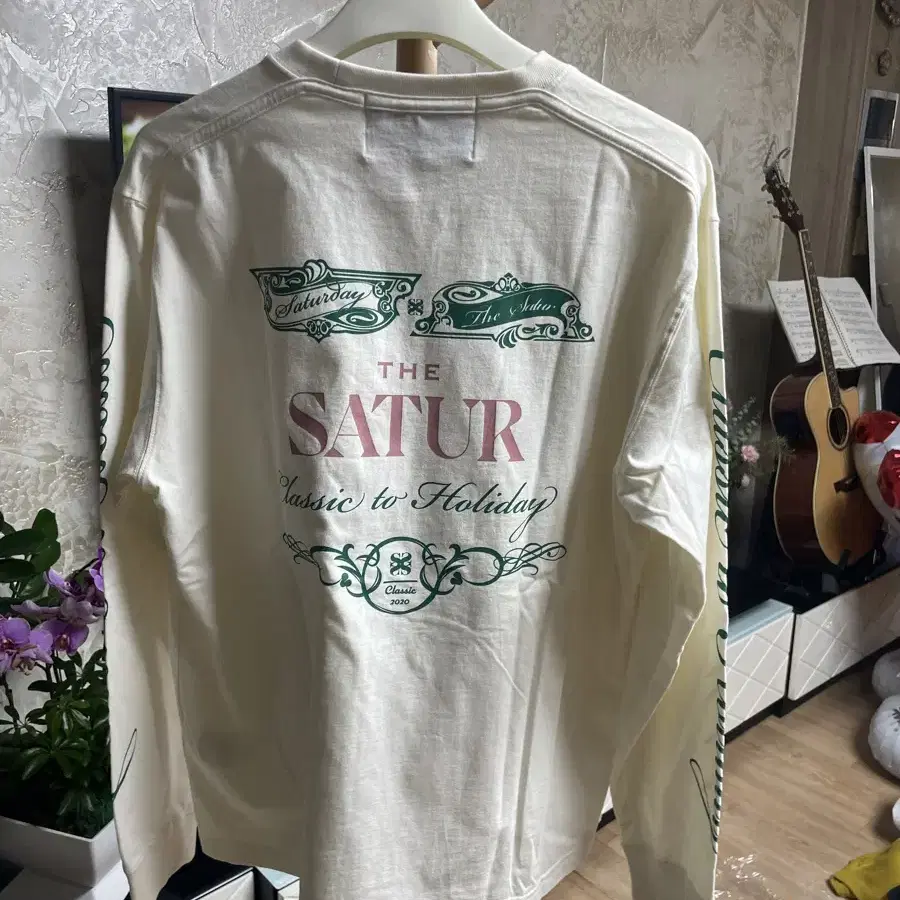 Saturday
The Satur
THE
SATUR
Classic to Holiday
Classic
2020